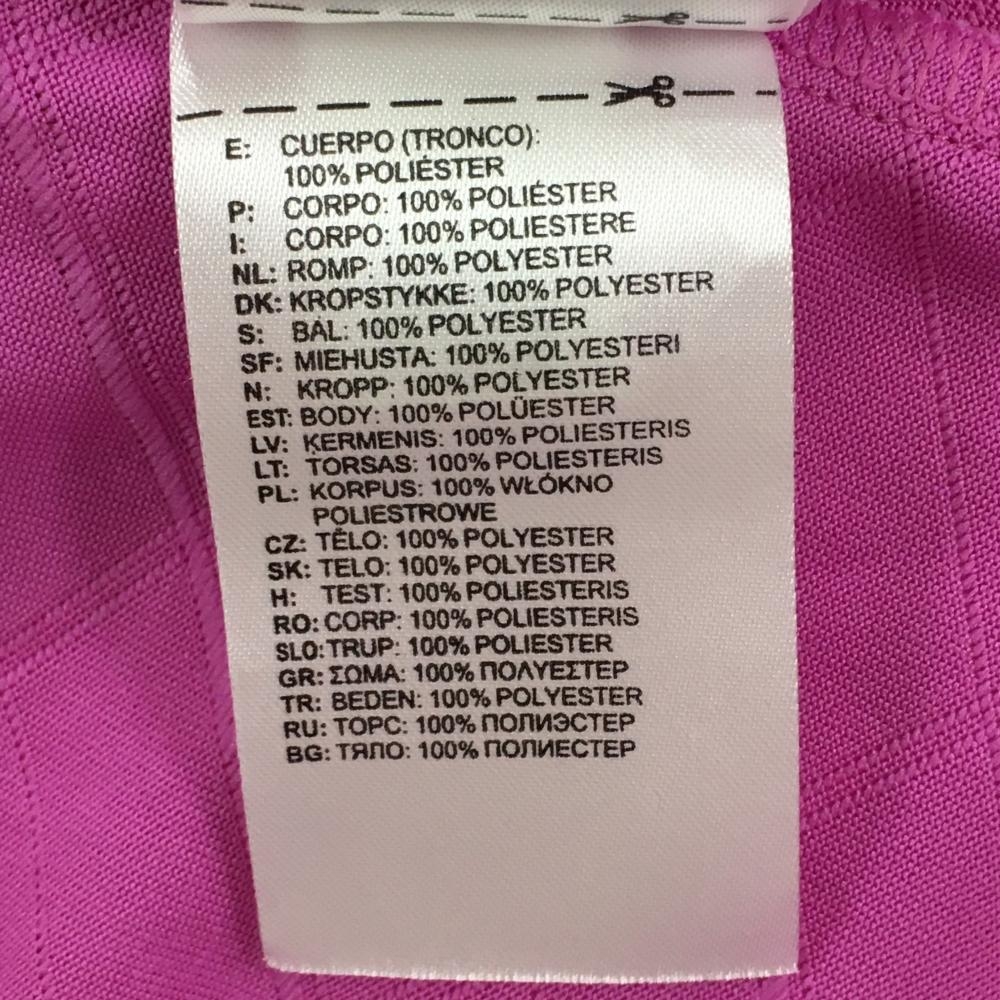 E: CUERPO (TRONCO):
100% POLIÉSTER
P: CORPO: 100% POLIÉSTER
I: CORPO: 100% POLIESTERE
NL: ROMP: 100% POLYESTER
DK: KROPSTYKKE: 100% POLYESTER
S: BÅL: 100% POLYESTER
SF: MIEHUSTA: 100% POLYESTERI
N: KROPP: 100% POLYESTER
EST: BODY: 100% POLÜESTER
LV: ĶERMENIS: 100% POLIESTERIS
LT: TORSAS: 100% POLIESTERIS
PL: KORPUS: 100% WŁÓKNO
POLIESTROWE
CZ: TĚLO: 100% POLYESTER
SK: TELO: 100% POLYESTER
H: TEST: 100% POLIESTERIS
RO: CORP: 100% POLIESTERIS
SLO: TRUP: 100% POLIESTER
GR: ΣΩΜΑ: 100% ΠΟΛΥΕΣΤΕΡ
TR: BEDEN: 100% POLYESTER
RU: ТОРС: 100% ПОЛИЭСТЕР
BG: ТЯЛО: 100% ПОЛИЕСТЕР